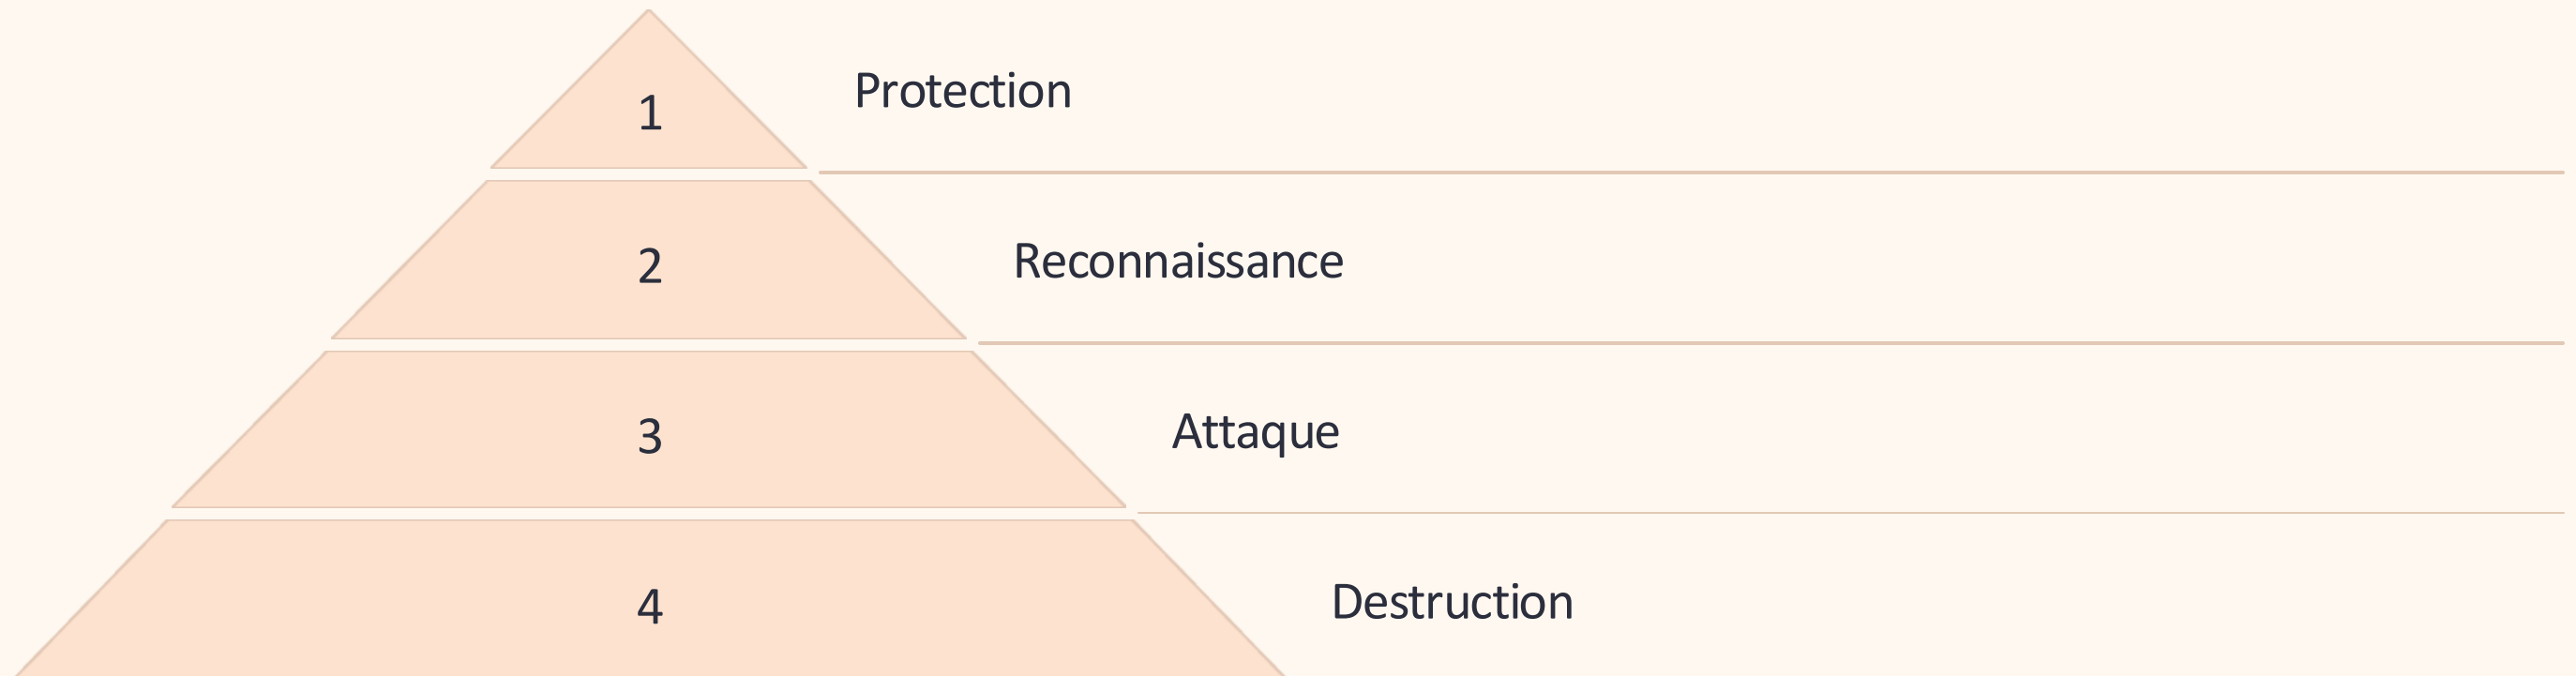 1
Protection
2
Reconnaissance
3
Attaque
4
Destruction